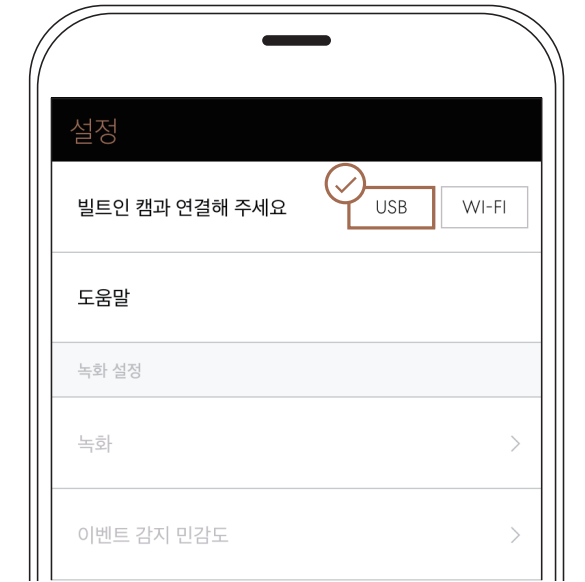 설정
빌트인 캠과 연결해 주세요 USB WI-FI
도움말
녹화 설정
녹화
이벤트 감지 민감도